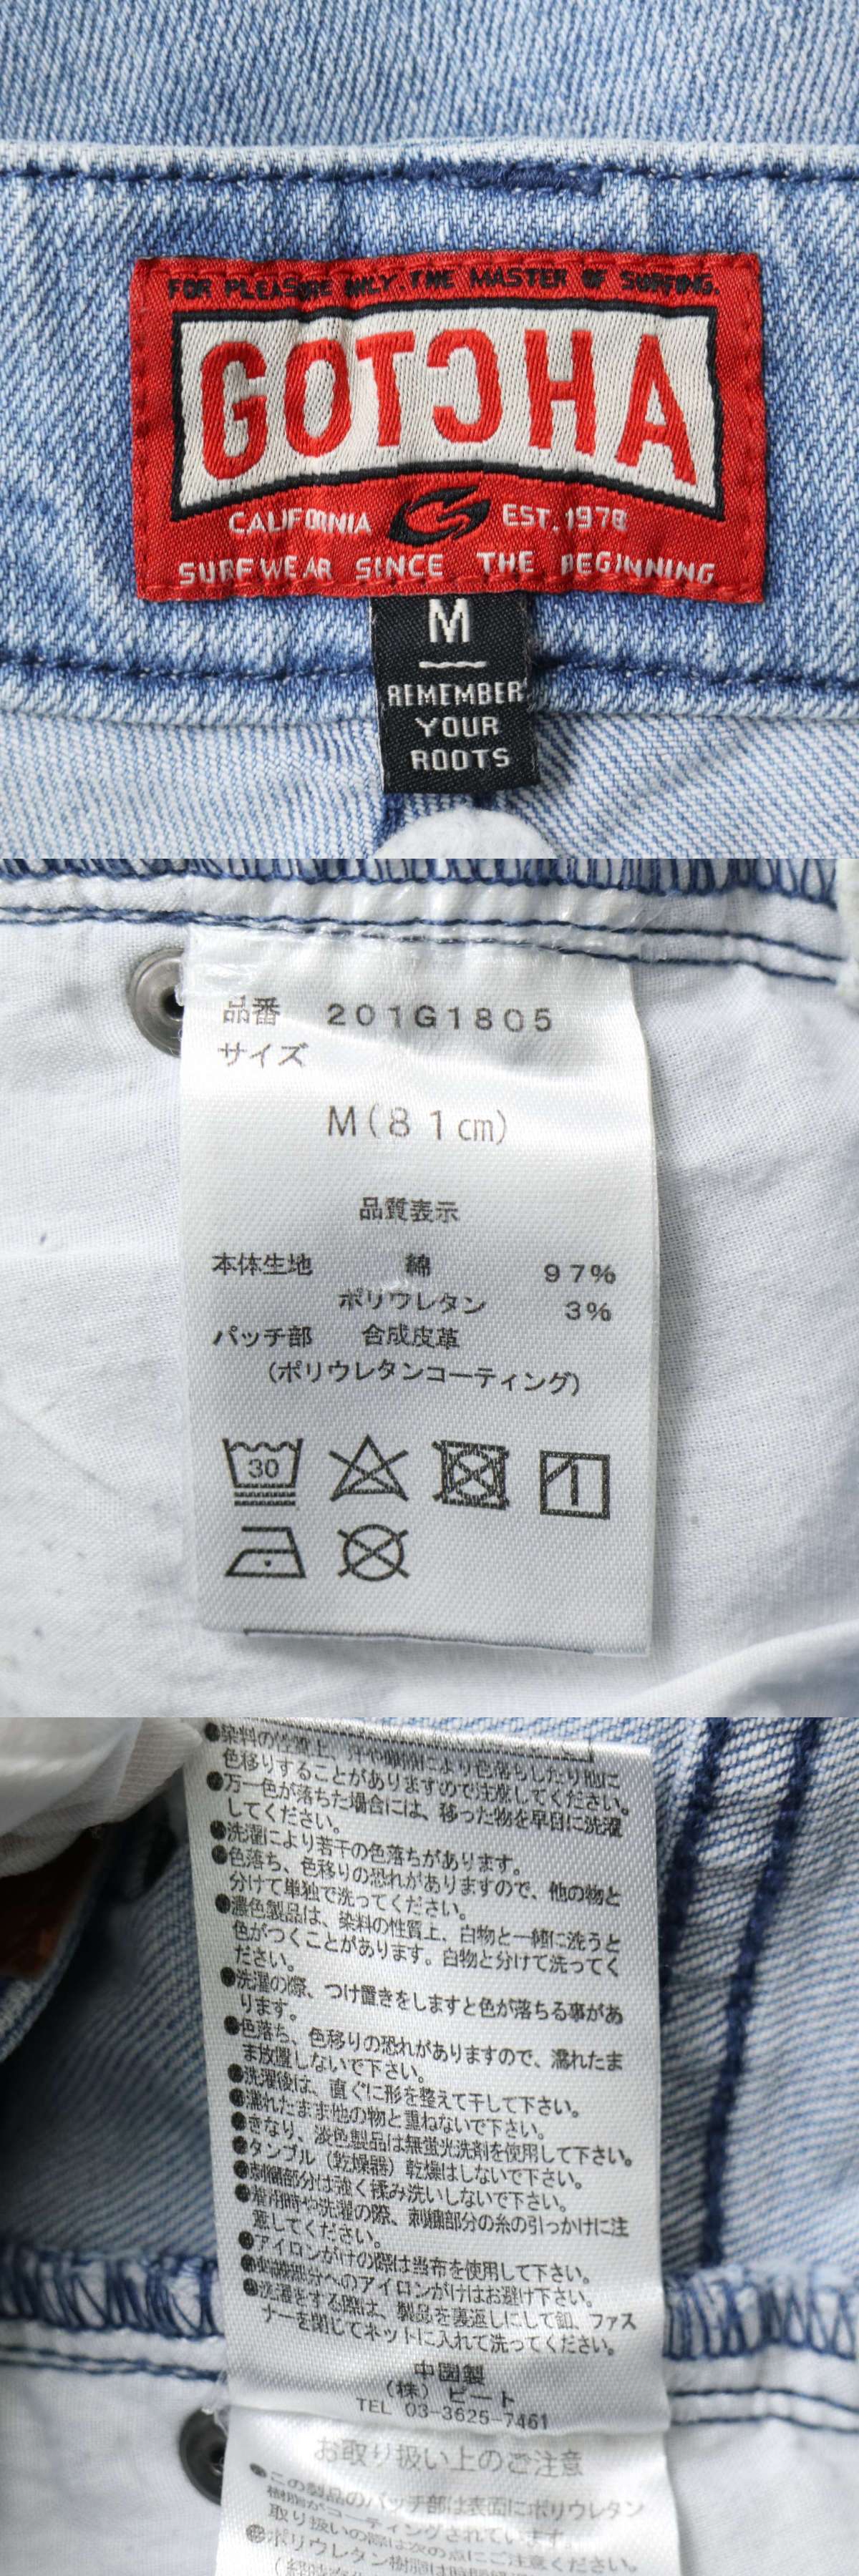 FOR PLEASURE ONLY. THE MASTER OF SURFING.
GOTCHA
CALIFORNIA EST. 1978
SURFWEAR SINCE THE BEGINNING
M
REMEMBER
YOUR
ROOTS
品番 201G1805
サイズ
M(81cm)
品質表示
本体生地 綿 97%
ポリウレタン 3%
パッチ部 合成皮革
(ポリウレタンコーティング)
30
●染料の性質上、汗や摩擦により色落ちしたり他に
色移りすることがありますので注意してください。
●万一色が落ちた場合には、移った物を早目に洗濯
してください。
●洗濯により若干の色落ちがあります。
●色落ち、色移りの恐れがありますので、他の物と
分けて単独で洗ってください。
●濃色製品は、染料の性質上、白物と一緒に洗うと
色がつくことがあります。白物と分けて洗ってく
ださい。
●洗濯の際、つけ置きをしますと色が落ちる事があ
ります。
●色落ち、色移りの恐れがありますので、濡れたま
ま放置しないで下さい。
●洗濯後は、直ぐに形を整えて干して下さい。
●濡れたまま他の物と重ねないで下さい。
●きなり、淡色製品は無蛍光洗剤を使用して下さい。
●タンブル（乾燥器）乾燥はしないで下さい。
●刺繍部分は強く揉み洗いしないで下さい。
●着用時や洗濯の際、刺繍部分の糸の引っかけに注
意してください。
●アイロンがけの際は当布を使用して下さい。
部分へのアイロンがけはお避け下さい。
●洗濯をする際は、製品を裏返しにして釦、ファス
ナーを閉じてネットに入れて洗ってください。
中国製
（株）ビート
TEL 03-3625-7461
お取り扱い上のご注意
●この製品のパッチ部は表面にポリウレタン
樹脂がコーティングされています。
取り扱いの際は次の点にご注意ください。
●ポリウレタン樹脂は